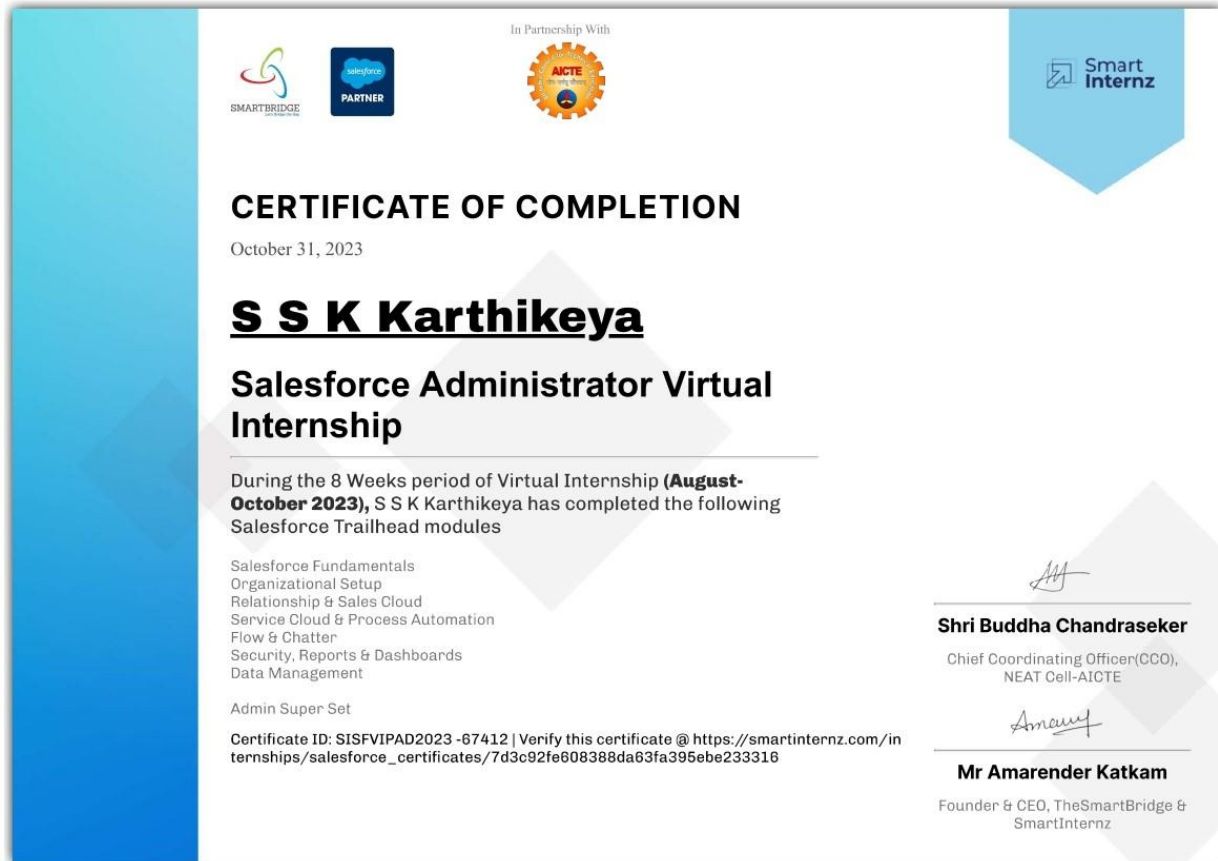 In Partnership With
SMARTBRIDGE
Let's Bridge the Gap
salesforce
PARTNER
AICTE
Smart
Internz
CERTIFICATE OF COMPLETION
October 31, 2023
S S K Karthikeya
Salesforce Administrator Virtual
Internship
During the 8 Weeks period of Virtual Internship (August-
October 2023), S S K Karthikeya has completed the following
Salesforce Trailhead modules
Salesforce Fundamentals
Organizational Setup
Relationship & Sales Cloud
Service Cloud & Process Automation
Flow & Chatter
Security, Reports & Dashboards
Data Management
Admin Super Set
Certificate ID: SISFVIPAD2023 -67412 | Verify this certificate @ https://smartinternz.com/in
ternships/salesforce_certificates/7d3c92fe608388da63fa395ebe233316
Shri Buddha Chandraseker
Chief Coordinating Officer(CCO),
NEAT Cell-AICTE
Mr Amarender Katkam
Founder & CEO, TheSmartBridge &
SmartInternz